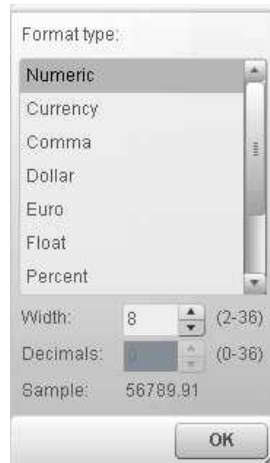 Format type:
Numeric
Currency
Comma
Dollar
Euro
Float
Percent
Width: 8 (2-36)
Decimals: 0 (0-36)
Sample: 56789.91
OK